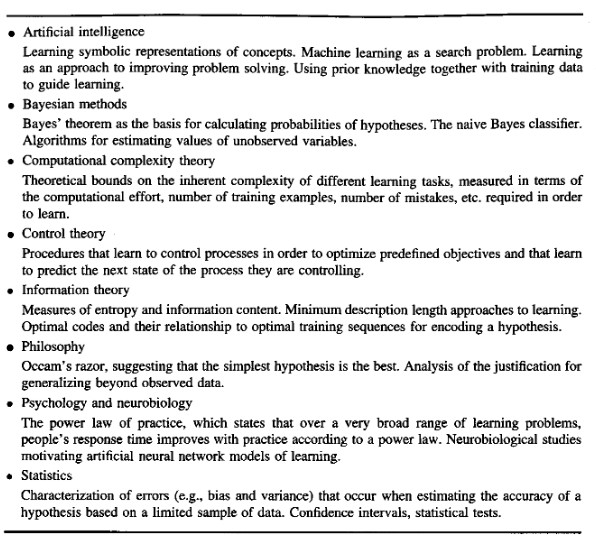 • Artificial intelligence
Learning symbolic representations of concepts. Machine learning as a search problem. Learning
as an approach to improving problem solving. Using prior knowledge together with training data
to guide learning.
• Bayesian methods
Bayes' theorem as the basis for calculating probabilities of hypotheses. The naive Bayes classifier.
Algorithms for estimating values of unobserved variables.
• Computational complexity theory
Theoretical bounds on the inherent complexity of different learning tasks, measured in terms of
the computational effort, number of training examples, number of mistakes, etc. required in order
to learn.
• Control theory
Procedures that learn to control processes in order to optimize predefined objectives and that learn
to predict the next state of the process they are controlling.
• Information theory
Measures of entropy and information content. Minimum description length approaches to learning.
Optimal codes and their relationship to optimal training sequences for encoding a hypothesis.
• Philosophy
Occam's razor, suggesting that the simplest hypothesis is the best. Analysis of the justification for
generalizing beyond observed data.
• Psychology and neurobiology
The power law of practice, which states that over a very broad range of learning problems,
people's response time improves with practice according to a power law. Neurobiological studies
motivating artificial neural network models of learning.
• Statistics
Characterization of errors (e.g., bias and variance) that occur when estimating the accuracy of a
hypothesis based on a limited sample of data. Confidence intervals, statistical tests.